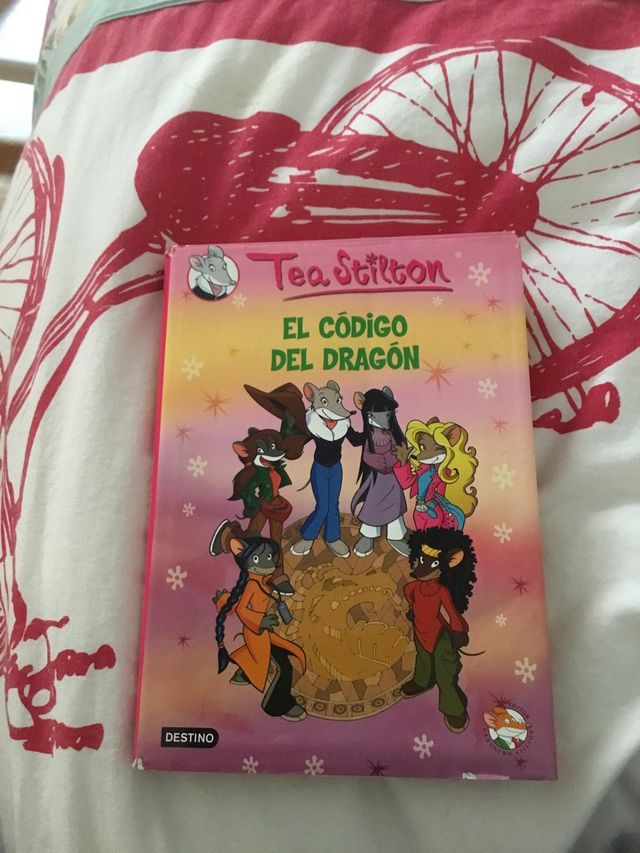 Tea Stilton
EL CÓDIGO
DEL DRAGÓN
DESTINO